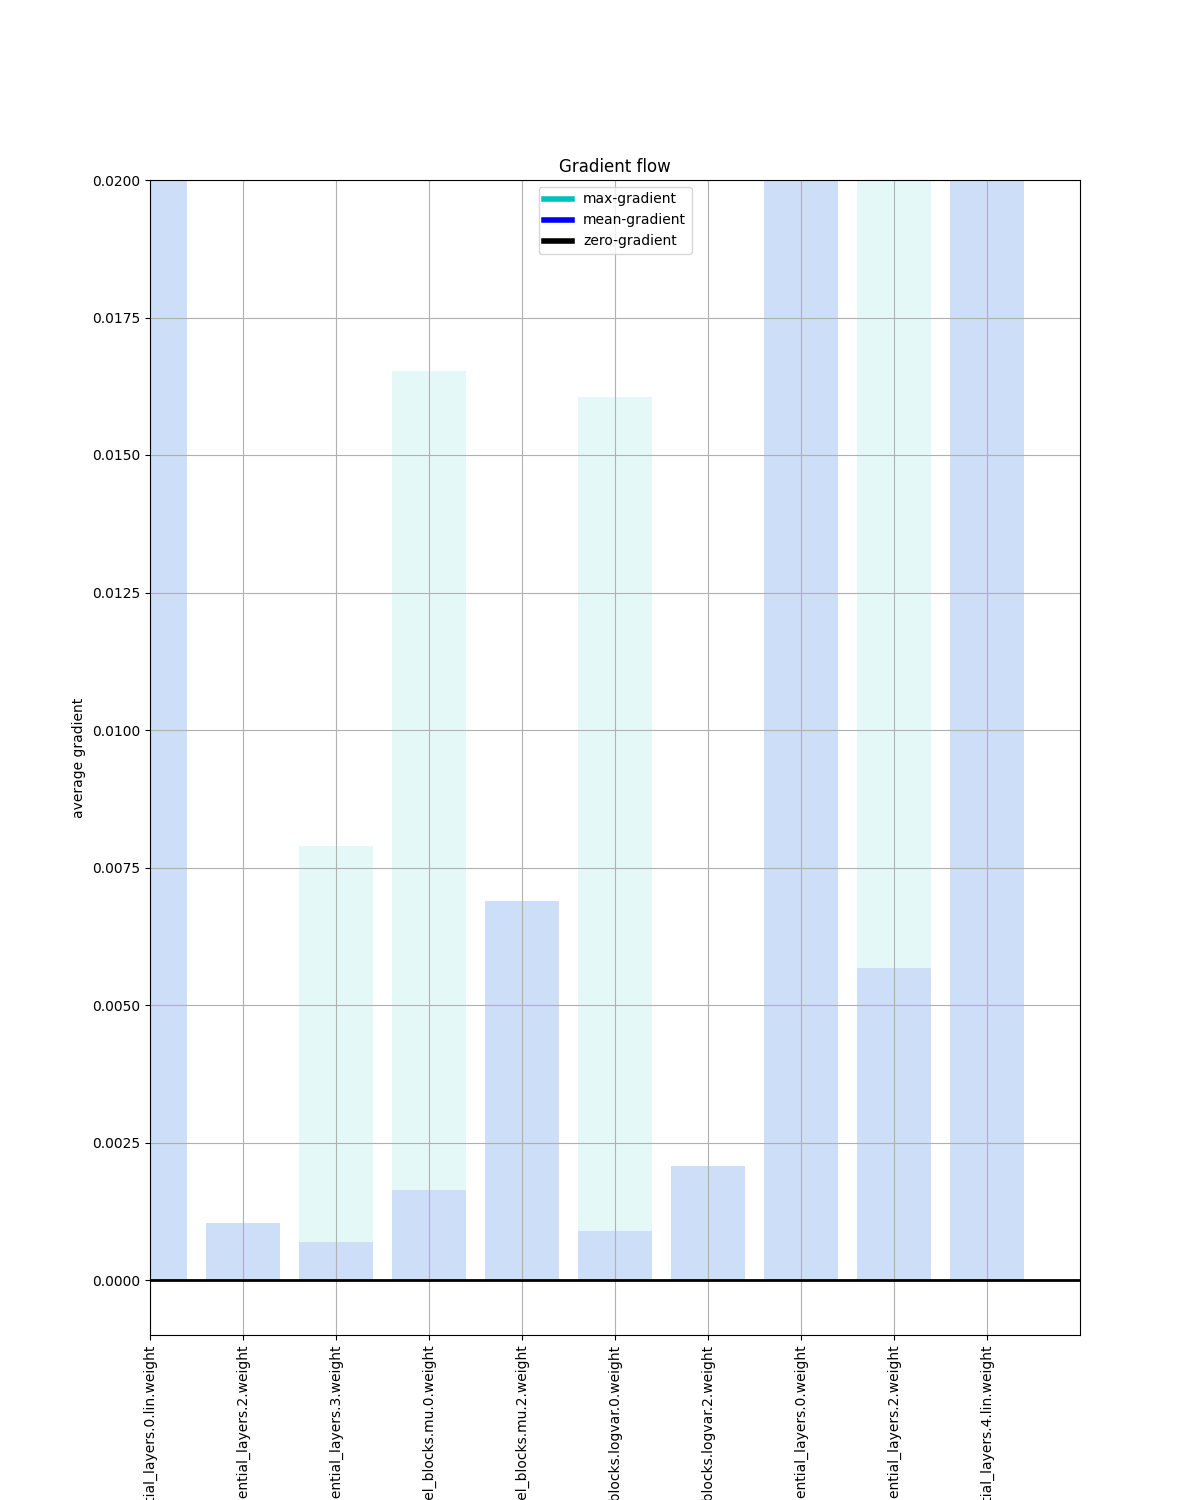 Gradient flow
max-gradient
mean-gradient
zero-gradient
0.0200
0.0175
0.0150
0.0125
0.0100
0.0075
0.0050
0.0025
0.0000
average gradient
tial_layers.0.lin.weight
ential_layers.2.weight
ential_layers.3.weight
el_blocks.mu.0.weight
el_blocks.mu.2.weight
blocks.logvar.0.weight
blocks.logvar.2.weight
ential_layers.0.weight
ential_layers.2.weight
tial_layers.4.lin.weight